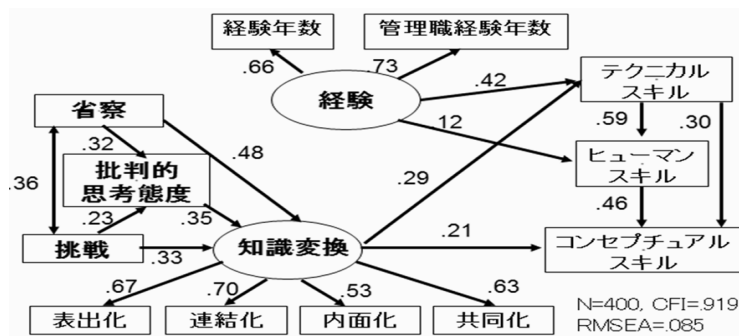 経験年数
管理職経験年数
.66
.73
経験
.42
テクニカル
スキル
省察
.12
.59
.30
.32
.48
批判的
思考態度
ヒューマン
スキル
.36
.29
.23
.35
.46
挑戦
.33
知識変換
.21
コンセプチュアル
スキル
.67
.70
.53
.63
表出化
連結化
内面化
共同化
N=400, CFI=.919
RMSEA=.085